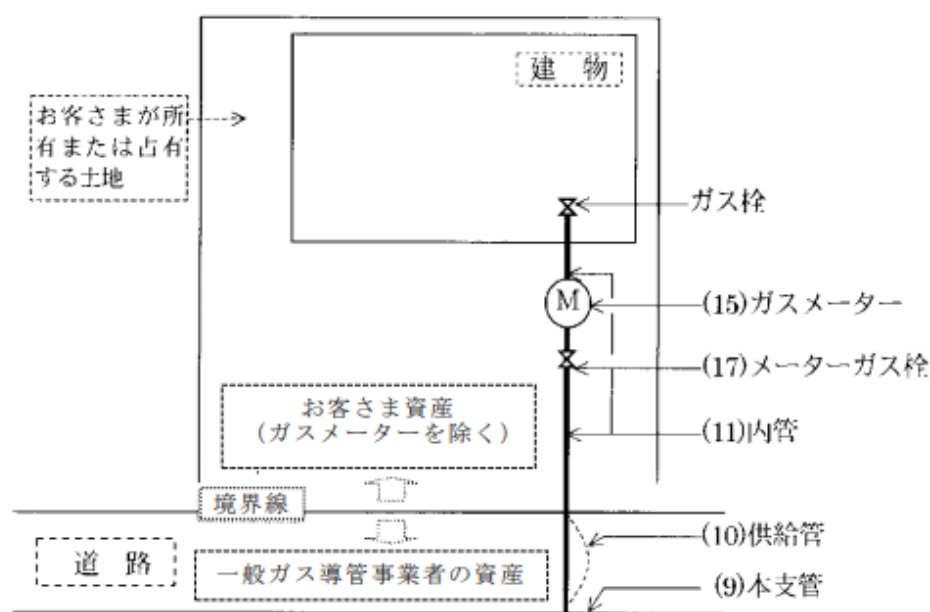 建 物
お客さまが所
有または占有
する土地
ガス栓
M
(15)ガスメーター
(17)メーターガス栓
お客さま資産
(ガスメーターを除く)
(11)内管
境界線
(10)供給管
道 路
一般ガス導管事業者の資産
(9)本支管